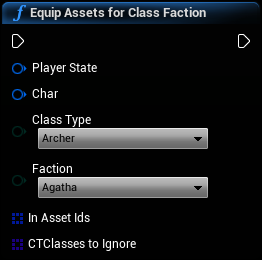 f Equip Assets for Class Faction
Player State
Char
Class Type
Archer
Faction
Agatha
In Asset Ids
CTClasses to Ignore